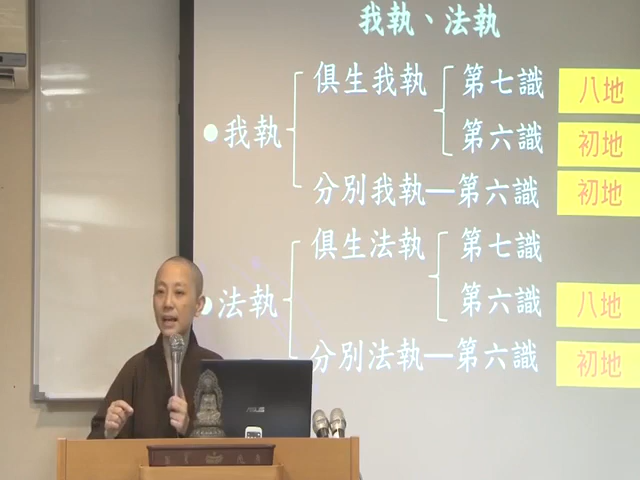 我執、法執
俱生我執 第七識 八地
●我執 第六識 初地
分別我執—第六識 初地
俱生法執 第七識
●法執 第六識 八地
分別法執—第六識 初地
ASUS